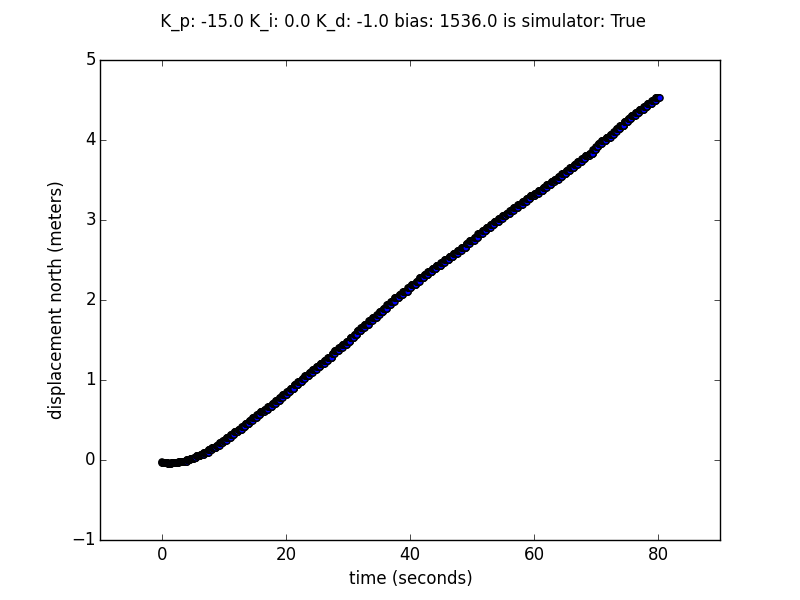 K_p: -15.0 K_i: 0.0 K_d: -1.0 bias: 1536.0 is simulator: True
5
4
3
2
1
0
−1
displacement north (meters)
0 20 40 60 80
time (seconds)